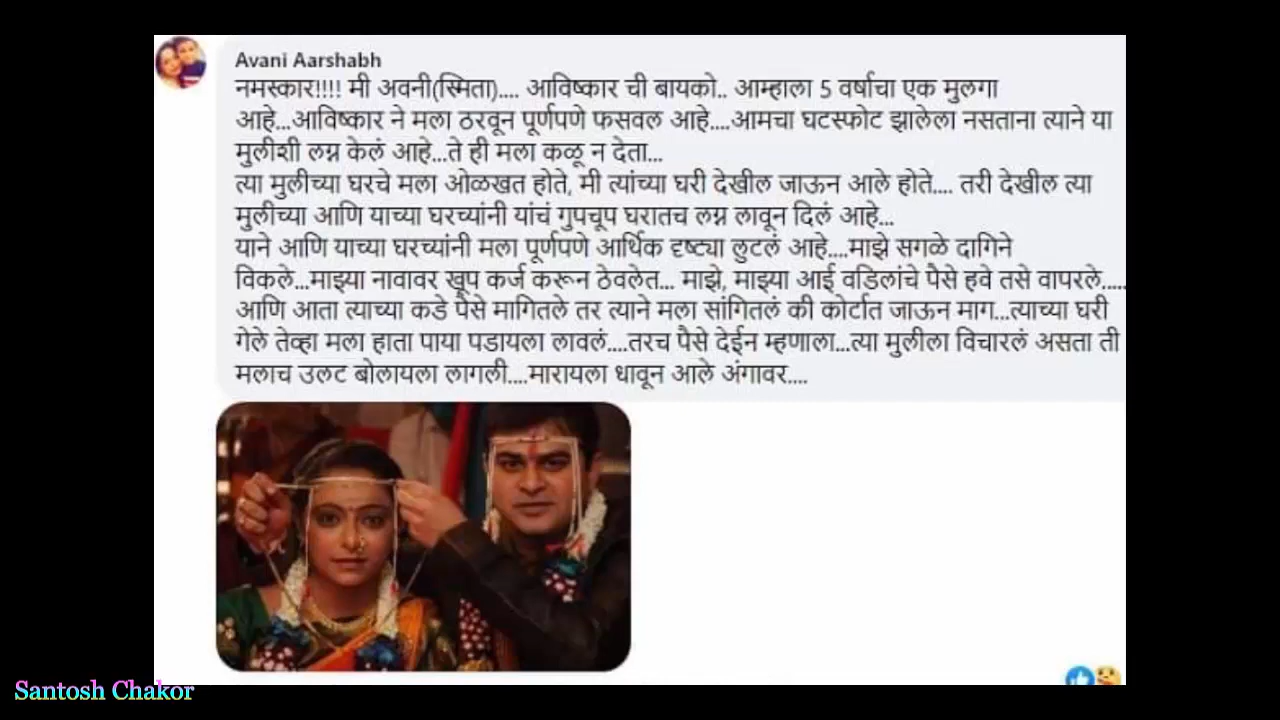 Avani Aarshabh
नमस्कार!!!! मी अवनी(स्मिता).... आविष्कार ची बायको.. आम्हाला 5 वर्षाचा एक मुलगा
आहे...आविष्कार ने मला ठरवून पूर्णपणे फसवल आहे....आमचा घटस्फोट झालेला नसताना त्याने या
मुलीशी लग्न केलं आहे...ते ही मला कळू न देता...
त्या मुलीच्या घरचे मला ओळखत होते, मी त्यांच्या घरी देखील जाऊन आले होते.... तरी देखील त्या
मुलीच्या आणि याच्या घरच्यांनी यांचं गुपचूप घरातच लग्न लावून दिलं आहे...
याने आणि याच्या घरच्यांनी मला पूर्णपणे आर्थिक दृष्ट्या लुटलं आहे....माझे सगळे दागिने
विकले...माझ्या नावावर खूप कर्ज करून ठेवलेत... माझे, माझ्या आई वडिलांचे पैसे हवे तसे वापरले.....
आणि आता त्याच्या कडे पैसे मागितले तर त्याने मला सांगितलं की कोर्टात जाऊन माग...त्याच्या घरी
गेले तेव्हा मला हाता पाया पडायला लावलं....तरच पैसे देईन म्हणाला...त्या मुलीला विचारलं असता ती
मलाच उलट बोलायला लागली....मारायला धावून आले अंगावर....
Santosh Chakor